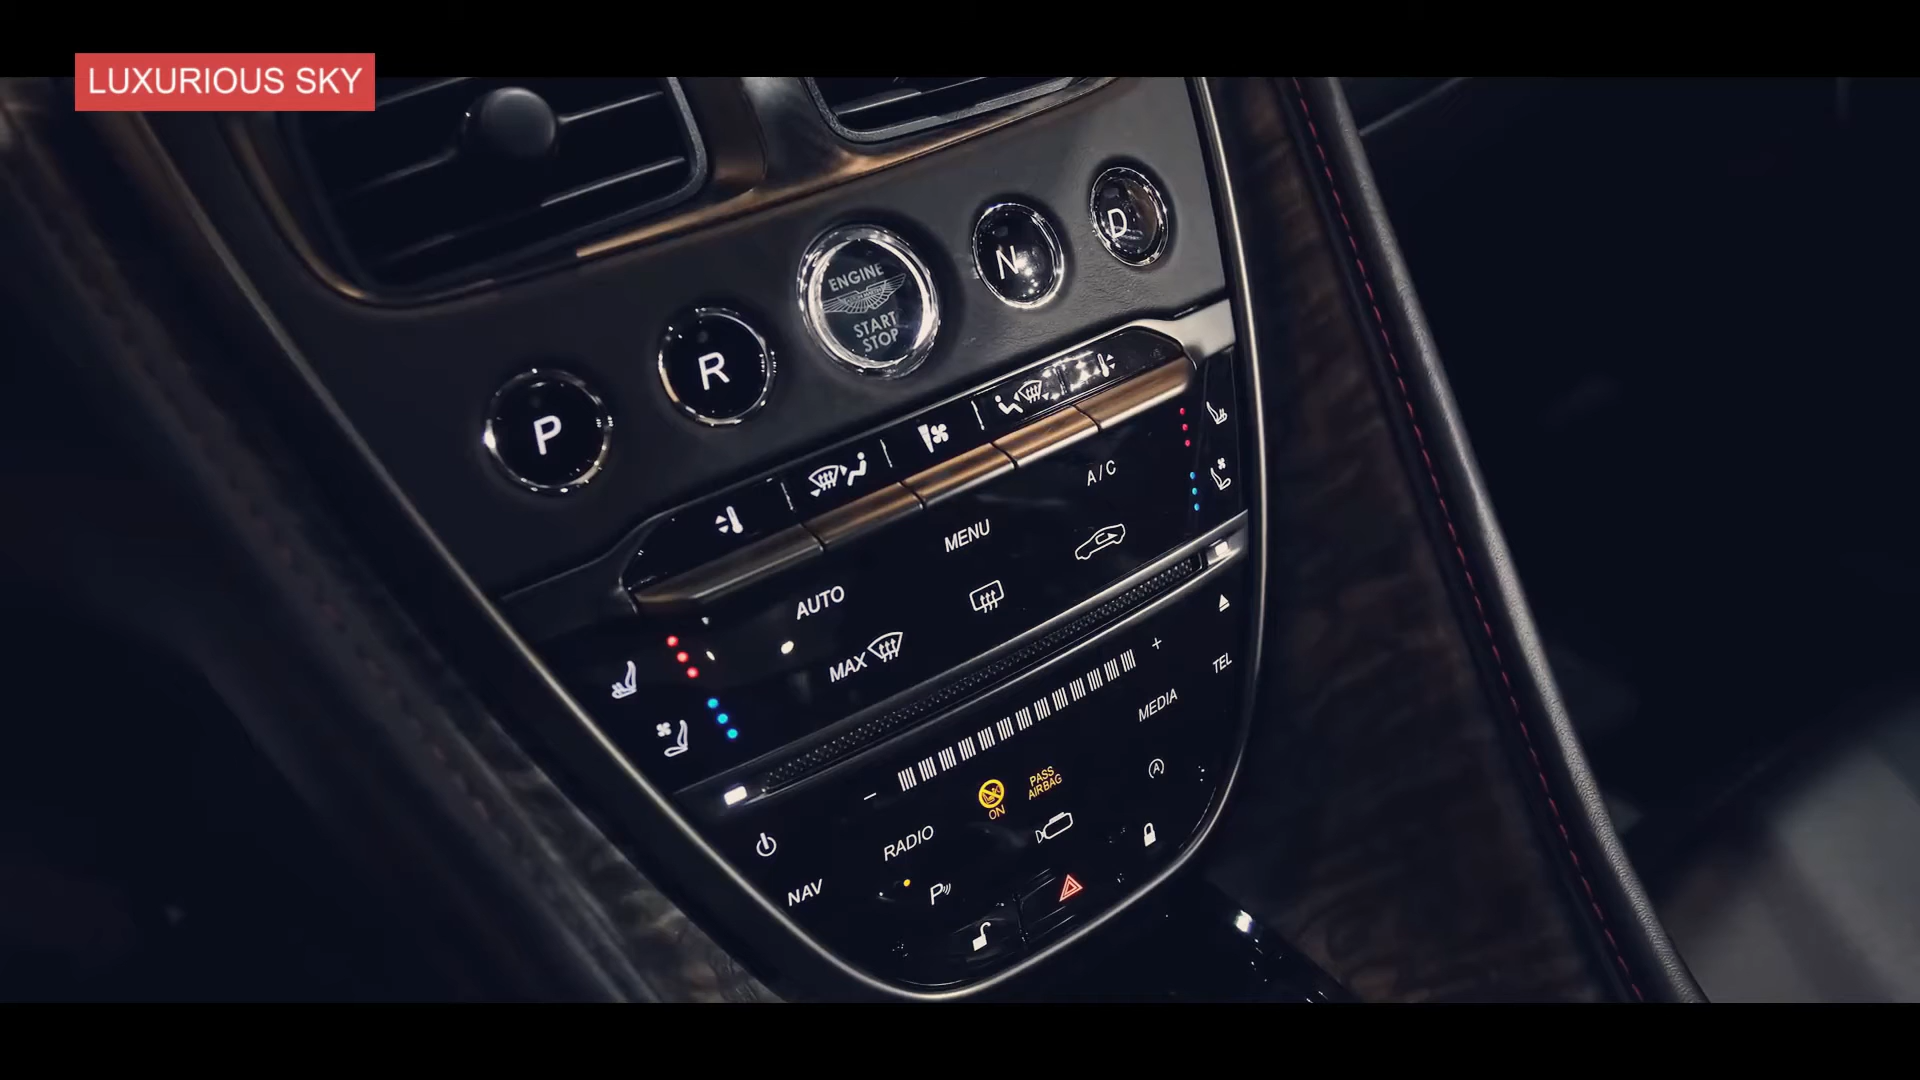 LUXURIOUS SKY
D
N
ENGINE
START
STOP
R
P
A/C
MENU
AUTO
MAX
+
TEL
MEDIA
PASS
AIRBAG
ON
−
RADIO
NAV
P